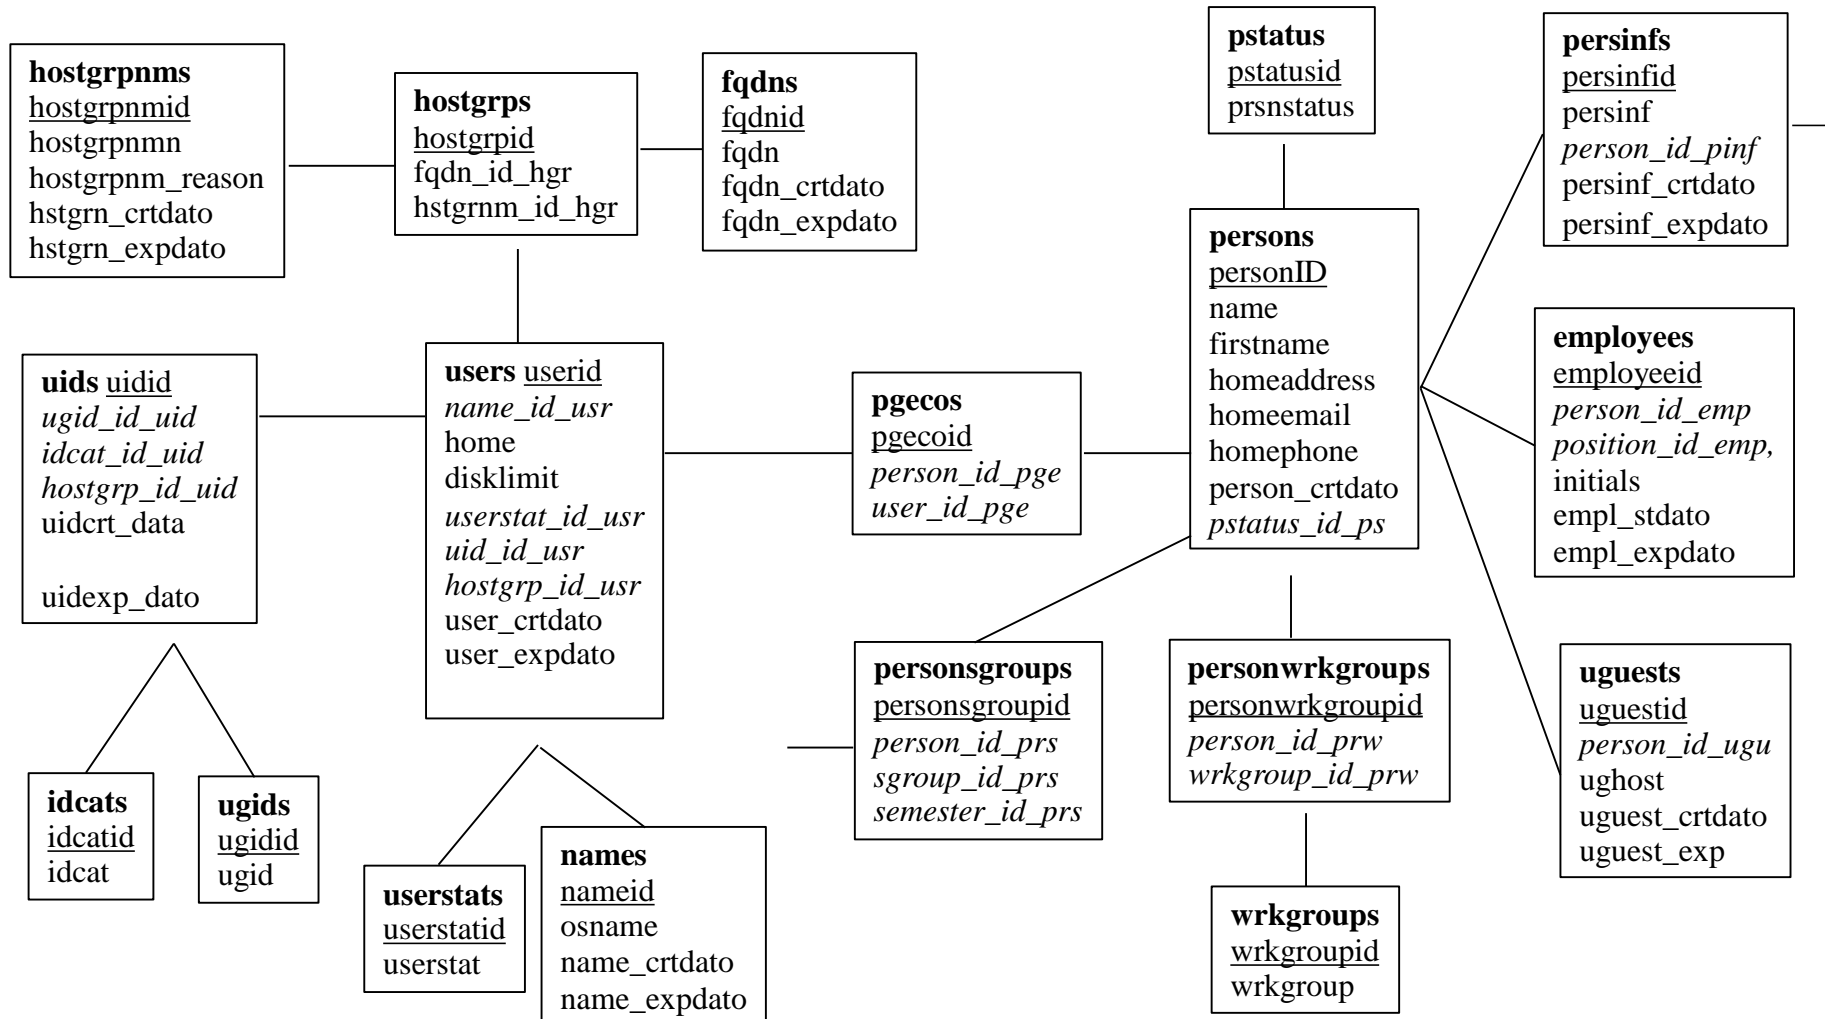 hostgrpnms
hostgrpnmid
hostgrpnmn
hostgrpnm_reason
hstgrn_crtdato
hstgrn_expdato
hostgrps
hostgrpid
fqdn_id_hgr
hstgrnm_id_hgr
fqdns
fqdnid
fqdn
fqdn_crtdato
fqdn_expdato
pstatus
pstatusid
prsnstatus
persinfs
persinfid
persinf
person_id_pinf
persinf_crtdato
persinf_expdato
uids uidid
ugid_id_uid
idcat_id_uid
hostgrp_id_uid
uidcrt_data
uidexp_dato
users userid
name_id_usr
home
disklimit
userstat_id_usr
uid_id_usr
hostgrp_id_usr
user_crtdato
user_expdato
pgecos
pgecoid
person_id_pge
user_id_pge
persons
personID
name
firstname
homeaddress
homeemail
homephone
person_crtdato
pstatus_id_ps
employees
employeeid
person_id_emp
position_id_emp,
initials
empl_stdato
empl_expdato
personsgroups
personsgroupid
person_id_prs
sgroup_id_prs
semester_id_prs
personwrkgroups
personwrkgroupid
person_id_prw
wrkgroup_id_prw
uguests
uguestid
person_id_ugu
ughost
uguest_crtdato
uguest_exp
idcats
idcatid
idcat
ugids
ugidid
ugid
userstats
userstatid
userstat
names
nameid
osname
name_crtdato
name_expdato
wrkgroups
wrkgroupid
wrkgroup